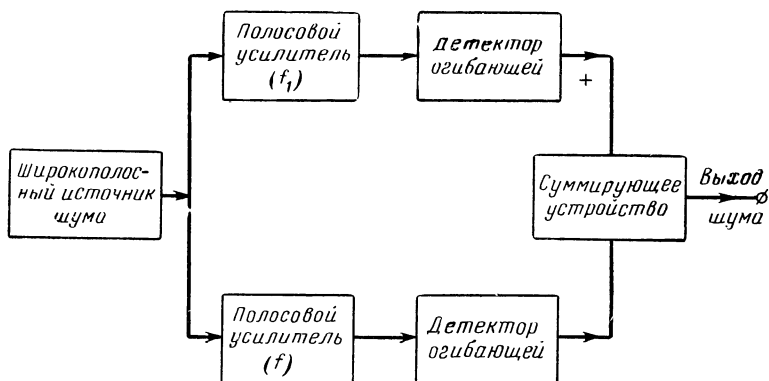 Полосовой
усилитель
(f₁)
Детектор
огибающей
+
Широкополос-
ный источник
шума
Суммирующее
устройство
Выход
шума
Полосовой
усилитель
(f)
Детектор
огибающей